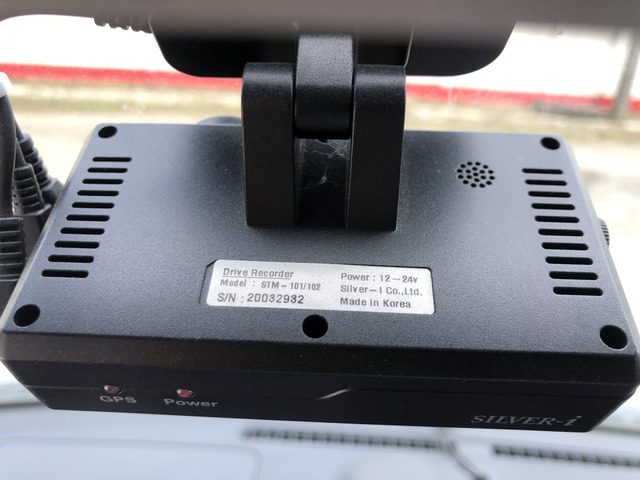 Drive Recorder
Model : STM - 101/102
S/N : 20032932
Power : 12～24v
Silver-I Co.,Ltd.
Made in Korea
GPS
Power
SILVER-i